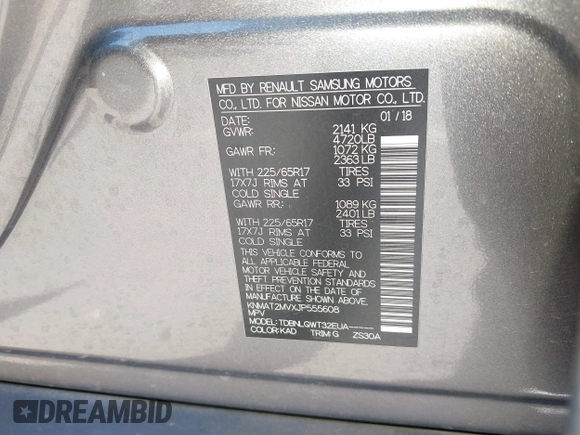 MFD BY RENAULT SAMSUNG MOTORS
CO., LTD. FOR NISSAN MOTOR CO., LTD.
DATE: 01 / 18
GVWR: 2141 KG
4720LB
GAWR FR: 1072 KG
2363 LB
WITH 225/65R17 TIRES
17X7J RIMS AT 33 PSI
COLD SINGLE
GAWR RR: 1089 KG
2401 LB
WITH 225/65R17 TIRES
17X7J RIMS AT 33 PSI
COLD SINGLE
THIS VEHICLE CONFORMS TO
ALL APPLICABLE FEDERAL
MOTOR VEHICLE SAFETY AND
THEFT PREVENTION STANDARDS
IN EFFECT ON THE DATE OF
MANUFACTURE SHOWN ABOVE.
KNMAT2MVXJP555608
MPV
MODEL: TDBNLQWT32EUA-----
COLOR: KAD TRIM: G ZS30A
DREAMBID